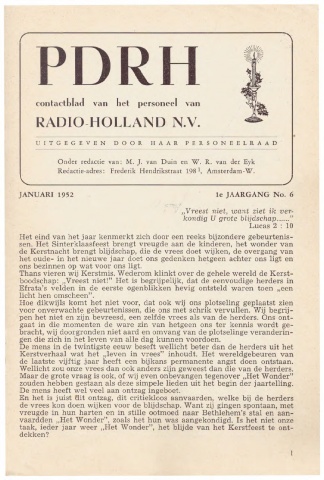 PDRH
contactblad van het personeel van
RADIO-HOLLAND N.V.
UITGEGEVEN DOOR HAAR PERSONEELRAAD
Onder redactie van: M. J. van Duin en W. R. van der Eyk
Redactie-adres: Frederik Hendrikstraat 198³, Amsterdam-W.
JANUARI 1952
1e JAARGANG No. 6
„Vreest niet, want ziet ik ver-
kondig U grote blijdschap......"
Lucas 2 : 10
Het eind van het jaar kenmerkt zich door een reeks bijzondere gebeurtenis-
sen. Het Sinterklaasfeest brengt vreugde aan de kinderen, het wonder van
de Kerstnacht brengt blijdschap, die de vrees doet wijken, de overgang van
het oude- in het nieuwe jaar doet ons gedenken hetgeen achter ons ligt en
ons bezinnen op wat voor ons ligt.
Thans vieren wij Kerstmis. Wederom klinkt over de gehele wereld de Kerst-
boodschap: „Vreest niet!" Het is begrijpelijk, dat de eenvoudige herders in
Efrata's velden in de eerste ogenblikken hevig ontsteld waren toen „een
licht hen omscheen".
Hoe dikwijls komt het niet voor, dat ook wij ons plotseling geplaatst zien
voor onverwachte gebeurtenissen, die ons met schrik vervullen. Wij begrij-
pen het niet en zijn bevreesd, een zelfde vrees als van de herders. Ons ont-
gaat in die momenten de ware zin van hetgeen ons ter kennis wordt ge-
bracht, wij doorgronden niet aard en omvang van de plotselinge veranderin-
gen die zich in het leven van alle dag kunnen voordoen.
De mens in de twintigste eeuw beseft wellicht beter dan de herders uit het
Kerstverhaal wat het „leven in vrees" inhoudt. Het wereldgebeuren van
de laatste vijftig jaar heeft een bijkans permanente angst doen ontstaan.
Wellicht zou onze vrees dan ook anders zijn geweest dan die van de herders.
Maar de grote vraag is ook, of wij even onbevangen tegenover „Het Wonder"
zouden hebben gestaan als deze simpele lieden uit het begin der jaartelling.
De mens heeft wel veel aan ontzag ingeboet.
En het is juist dit ontzag, dit critiekloos aanvaarden, welke bij de herders
de vrees kon doen wijken voor de blijdschap. Want zij gingen spontaan, met
vreugde in hun harten en in stille ootmoed naar Bethlehem's stal en aan-
vaardden „Het Wonder", zoals het hun was aangekondigd. Is het niet onze
taak, ieder jaar weer „Het Wonder", het blijde van het Kerstfeest te ont-
dekken?
1